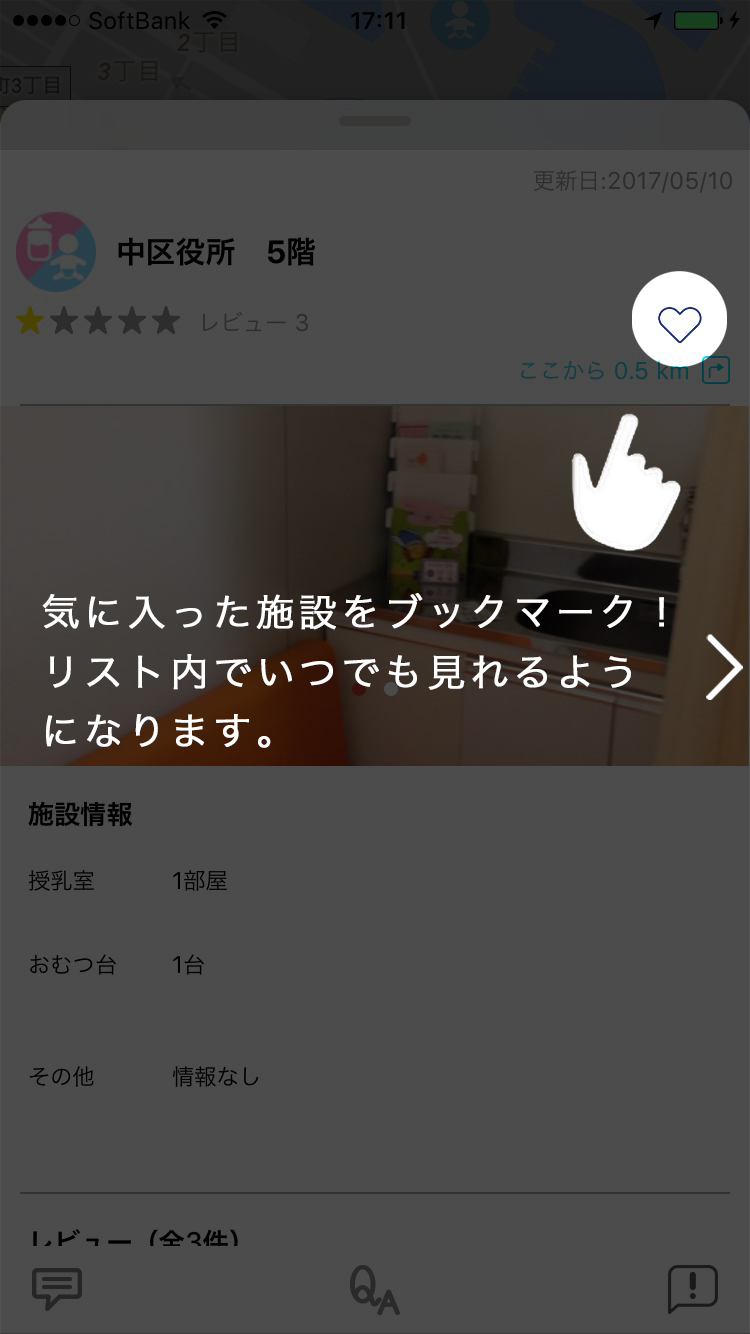 SoftBank 17:11
2丁目
3丁目
町3丁目
更新日:2017/05/10
中区役所 5階
レビュー 3
ここから 0.5 km
気に入った施設をブックマーク！
リスト内でいつでも見れるよう
になります。
施設情報
授乳室 1部屋
おむつ台 1台
その他 情報なし
レビュー（全3件）
QA